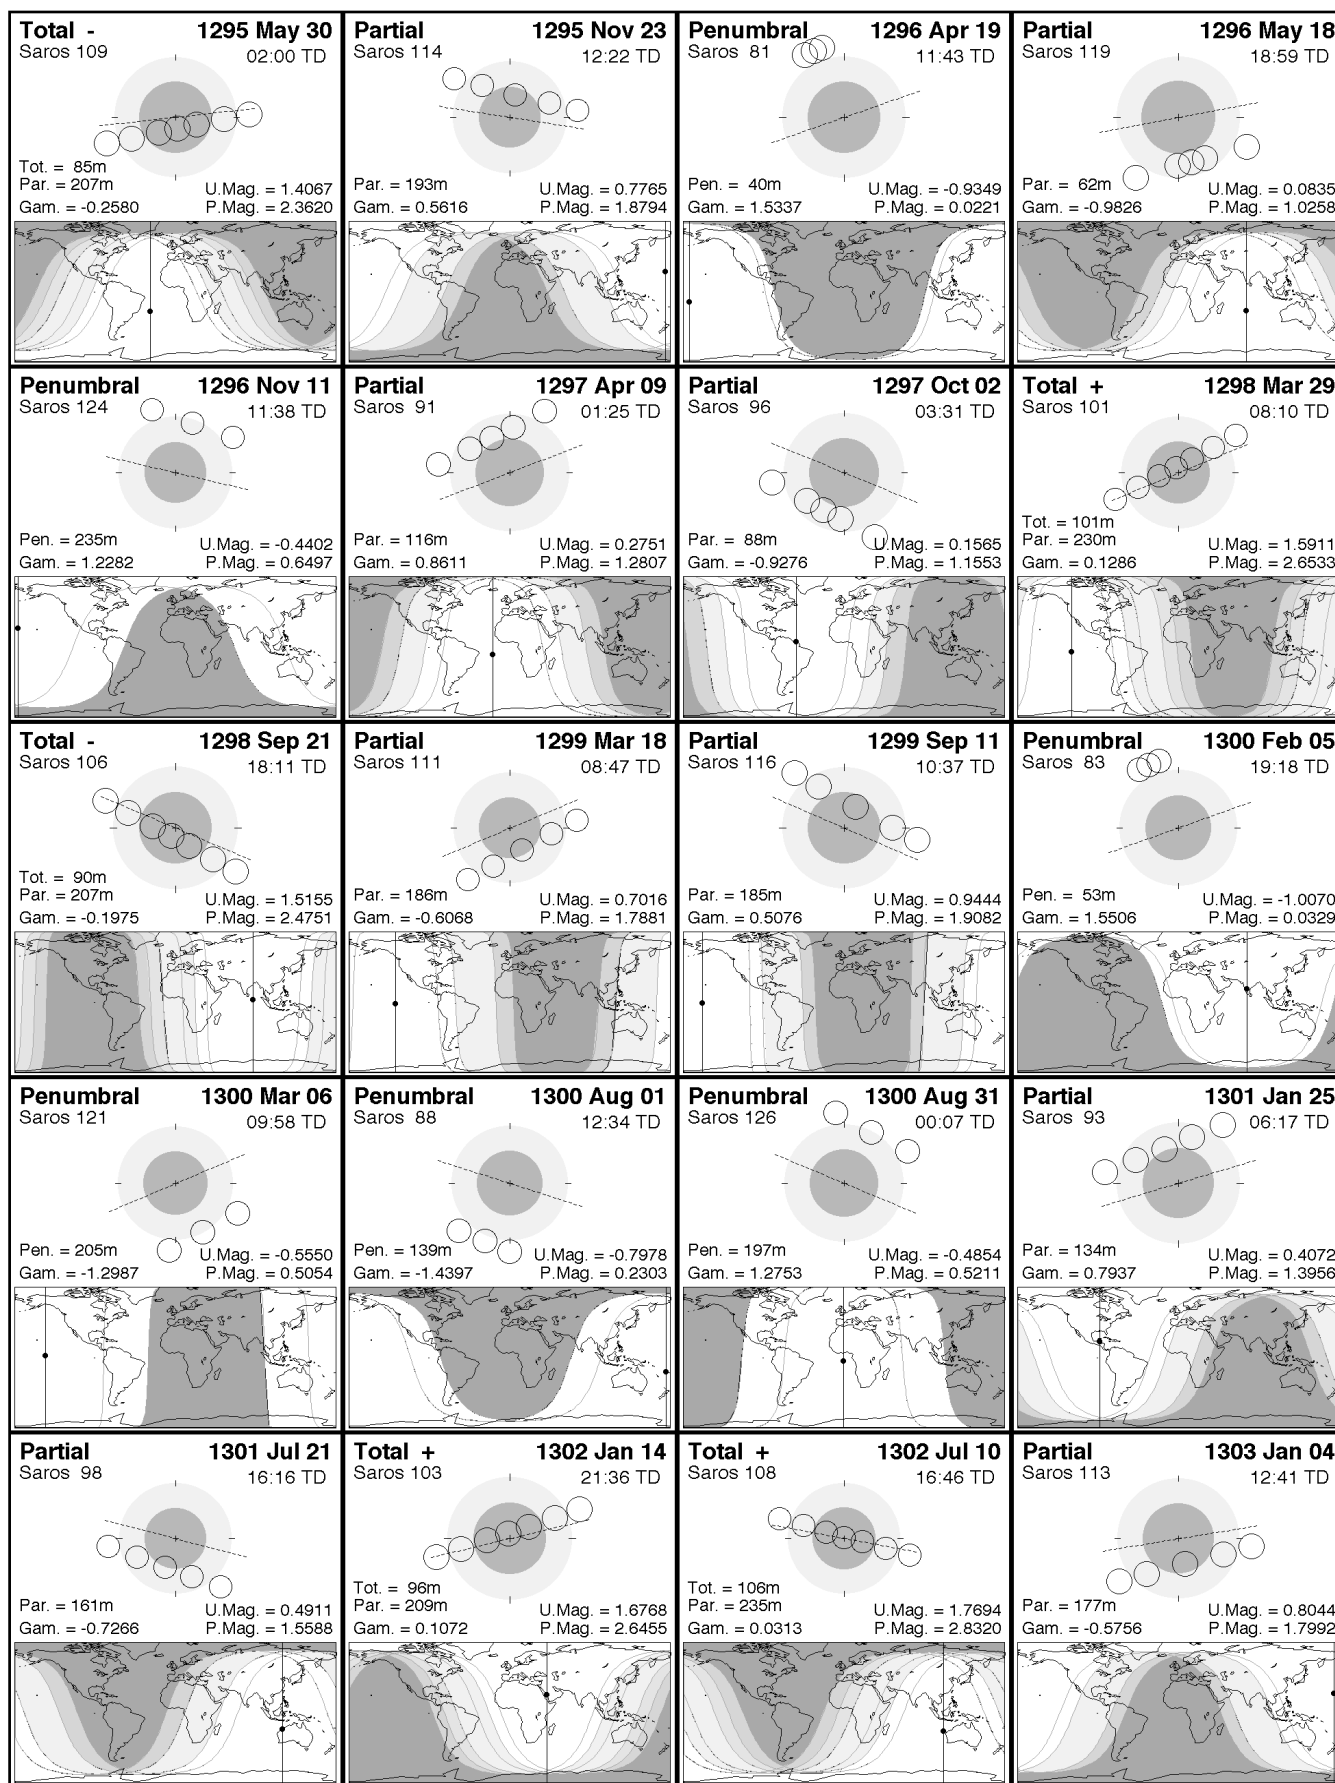 Total - 1295 May 30
Saros 109 02:00 TD
Tot. = 85m
Par. = 207m U.Mag. = 1.4067
Gam. = -0.2580 P.Mag. = 2.3620
Partial 1295 Nov 23
Saros 114 12:22 TD
Par. = 193m U.Mag. = 0.7765
Gam. = 0.5616 P.Mag. = 1.8794
Penumbral 1296 Apr 19
Saros 81 11:43 TD
Pen. = 40m U.Mag. = -0.9349
Gam. = 1.5337 P.Mag. = 0.0221
Partial 1296 May 18
Saros 119 18:59 TD
Par. = 62m U.Mag. = 0.0835
Gam. = -0.9826 P.Mag. = 1.0258
Penumbral 1296 Nov 11
Saros 124 11:38 TD
Pen. = 235m U.Mag. = -0.4402
Gam. = 1.2282 P.Mag. = 0.6497
Partial 1297 Apr 09
Saros 91 01:25 TD
Par. = 116m U.Mag. = 0.2751
Gam. = 0.8611 P.Mag. = 1.2807
Partial 1297 Oct 02
Saros 96 03:31 TD
Par. = 88m U.Mag. = 0.1565
Gam. = -0.9276 P.Mag. = 1.1553
Total + 1298 Mar 29
Saros 101 08:10 TD
Tot. = 101m
Par. = 230m U.Mag. = 1.5911
Gam. = 0.1286 P.Mag. = 2.6533
Total - 1298 Sep 21
Saros 106 18:11 TD
Tot. = 90m
Par. = 207m U.Mag. = 1.5155
Gam. = -0.1975 P.Mag. = 2.4751
Partial 1299 Mar 18
Saros 111 08:47 TD
Par. = 186m U.Mag. = 0.7016
Gam. = -0.6068 P.Mag. = 1.7881
Partial 1299 Sep 11
Saros 116 10:37 TD
Par. = 185m U.Mag. = 0.9444
Gam. = 0.5076 P.Mag. = 1.9082
Penumbral 1300 Feb 05
Saros 83 19:18 TD
Pen. = 53m U.Mag. = -1.0070
Gam. = 1.5506 P.Mag. = 0.0329
Penumbral 1300 Mar 06
Saros 121 09:58 TD
Pen. = 205m U.Mag. = -0.5550
Gam. = -1.2987 P.Mag. = 0.5054
Penumbral 1300 Aug 01
Saros 88 12:34 TD
Pen. = 139m U.Mag. = -0.7978
Gam. = -1.4397 P.Mag. = 0.2303
Penumbral 1300 Aug 31
Saros 126 00:07 TD
Pen. = 197m U.Mag. = -0.4854
Gam. = 1.2753 P.Mag. = 0.5211
Partial 1301 Jan 25
Saros 93 06:17 TD
Par. = 134m U.Mag. = 0.4072
Gam. = 0.7937 P.Mag. = 1.3956
Partial 1301 Jul 21
Saros 98 16:16 TD
Par. = 161m U.Mag. = 0.4911
Gam. = -0.7266 P.Mag. = 1.5588
Total + 1302 Jan 14
Saros 103 21:36 TD
Tot. = 96m
Par. = 209m U.Mag. = 1.6768
Gam. = 0.1072 P.Mag. = 2.6455
Total + 1302 Jul 10
Saros 108 16:46 TD
Tot. = 106m
Par. = 235m U.Mag. = 1.7694
Gam. = 0.0313 P.Mag. = 2.8320
Partial 1303 Jan 04
Saros 113 12:41 TD
Par. = 177m U.Mag. = 0.8044
Gam. = -0.5756 P.Mag. = 1.7992